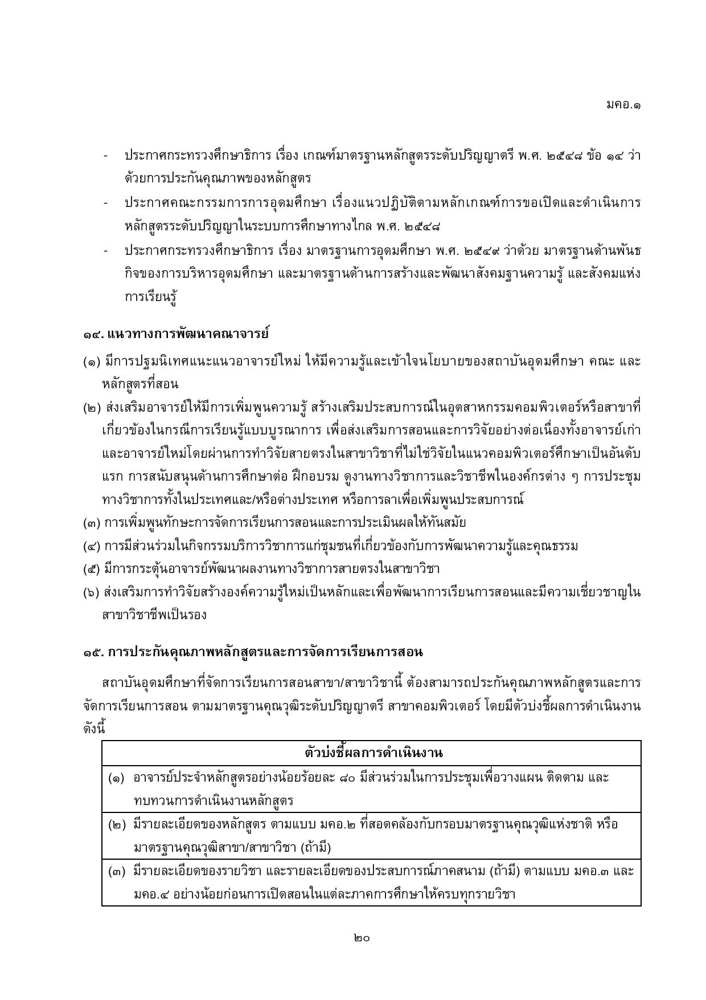 มคอ.๑
- ประกาศกระทรวงศึกษาธิการ เรื่อง เกณฑ์มาตรฐานหลักสูตรระดับปริญญาตรี พ.ศ. ๒๕๔๘ ข้อ ๑๔ ว่า
ด้วยการประกันคุณภาพของหลักสูตร
- ประกาศคณะกรรมการการอุดมศึกษา เรื่องแนวปฏิบัติตามหลักเกณฑ์การขอเปิดและดำเนินการ
หลักสูตรระดับปริญญาในระบบการศึกษาทางไกล พ.ศ. ๒๕๔๘
- ประกาศกระทรวงศึกษาธิการ เรื่อง มาตรฐานการอุดมศึกษา พ.ศ. ๒๕๔๙ ว่าด้วย มาตรฐานด้านพันธ
กิจของการบริหารอุดมศึกษา และมาตรฐานด้านการสร้างและพัฒนาสังคมฐานความรู้ และสังคมแห่ง
การเรียนรู้
๑๔. แนวทางการพัฒนาคณาจารย์
(๑) มีการปฐมนิเทศแนะแนวอาจารย์ใหม่ ให้มีความรู้และเข้าใจนโยบายของสถาบันอุดมศึกษา คณะ และ
หลักสูตรที่สอน
(๒) ส่งเสริมอาจารย์ให้มีการเพิ่มพูนความรู้ สร้างเสริมประสบการณ์ในอุตสาหกรรมคอมพิวเตอร์หรือสาขาที่
เกี่ยวข้องในกรณีการเรียนรู้แบบบูรณาการ เพื่อส่งเสริมการสอนและการวิจัยอย่างต่อเนื่องทั้งอาจารย์เก่า
และอาจารย์ใหม่โดยผ่านการทำวิจัยสายตรงในสาขาวิชาที่ไม่ใช่วิจัยในแนวคอมพิวเตอร์ศึกษาเป็นอันดับ
แรก การสนับสนุนด้านการศึกษาต่อ ฝึกอบรม ดูงานทางวิชาการและวิชาชีพในองค์กรต่าง ๆ การประชุม
ทางวิชาการทั้งในประเทศและ/หรือต่างประเทศ หรือการลาเพื่อเพิ่มพูนประสบการณ์
(๓) การเพิ่มพูนทักษะการจัดการเรียนการสอนและการประเมินผลให้ทันสมัย
(๔) การมีส่วนร่วมในกิจกรรมบริการวิชาการแก่ชุมชนที่เกี่ยวข้องกับการพัฒนาความรู้และคุณธรรม
(๕) มีการกระตุ้นอาจารย์พัฒนาผลงานทางวิชาการสายตรงในสาขาวิชา
(๖) ส่งเสริมการทำวิจัยสร้างองค์ความรู้ใหม่เป็นหลักและเพื่อพัฒนาการเรียนการสอนและมีความเชี่ยวชาญใน
สาขาวิชาชีพเป็นรอง
๑๕. การประกันคุณภาพหลักสูตรและการจัดการเรียนการสอน
สถาบันอุดมศึกษาที่จัดการเรียนการสอนสาขา/สาขาวิชานี้ ต้องสามารถประกันคุณภาพหลักสูตรและการ
จัดการเรียนการสอน ตามมาตรฐานคุณวุฒิระดับปริญญาตรี สาขาคอมพิวเตอร์ โดยมีตัวบ่งชี้ผลการดำเนินงาน
ดังนี้
ตัวบ่งชี้ผลการดำเนินงาน
(๑) อาจารย์ประจำหลักสูตรอย่างน้อยร้อยละ ๘๐ มีส่วนร่วมในการประชุมเพื่อวางแผน ติดตาม และ
ทบทวนการดำเนินงานหลักสูตร
(๒) มีรายละเอียดของหลักสูตร ตามแบบ มคอ.๒ ที่สอดคล้องกับกรอบมาตรฐานคุณวุฒิแห่งชาติ หรือ
มาตรฐานคุณวุฒิสาขา/สาขาวิชา (ถ้ามี)
(๓) มีรายละเอียดของรายวิชา และรายละเอียดของประสบการณ์ภาคสนาม (ถ้ามี) ตามแบบ มคอ.๓ และ
มคอ.๔ อย่างน้อยก่อนการเปิดสอนในแต่ละภาคการศึกษาให้ครบทุกรายวิชา
๒๐